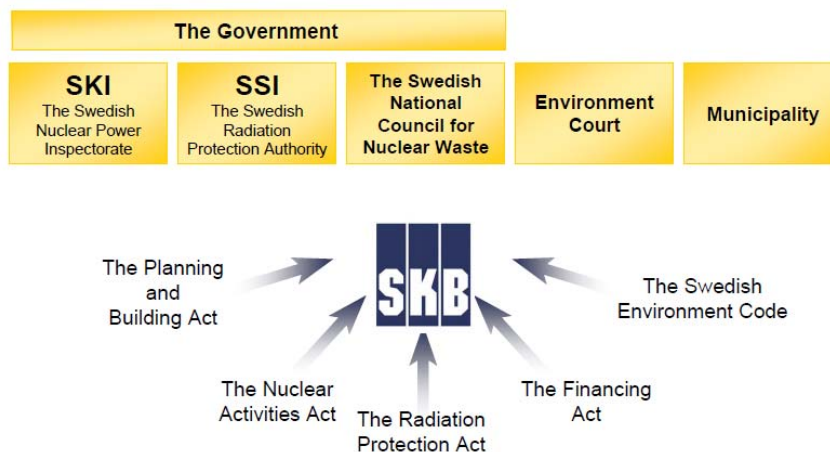 The Government
SKI
The Swedish
Nuclear Power
Inspectorate
SSI
The Swedish
Radiation
Protection Authority
The Swedish
National
Council for
Nuclear Waste
Environment
Court
Municipality
SKB
The Planning
and
Building Act
The Nuclear
Activities Act
The Radiation
Protection Act
The Financing
Act
The Swedish
Environment Code